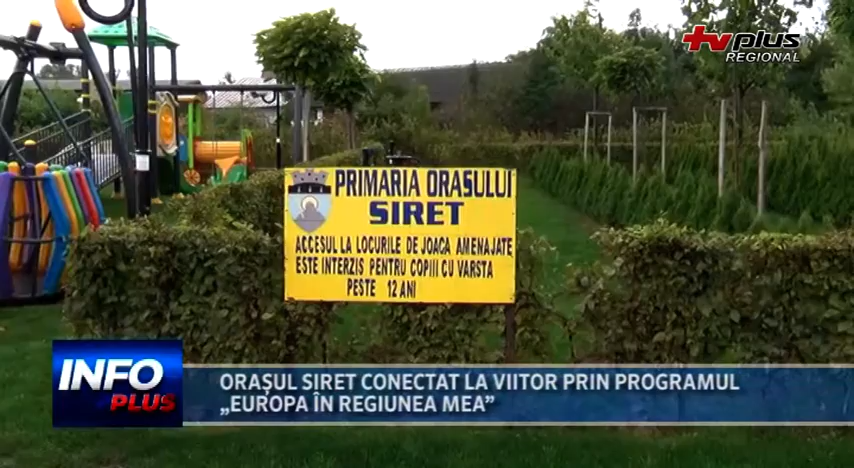 tvplus
REGIONAL
PRIMARIA ORASULUI
SIRET
ACCESUL LA LOCURILE DE JOACA AMENAJATE
ESTE INTERZIS PENTRU COPIII CU VARSTA
PESTE 12 ANI
INFO
PLUS
ORAȘUL SIRET CONECTAT LA VIITOR PRIN PROGRAMUL
„EUROPA ÎN REGIUNEA MEA”